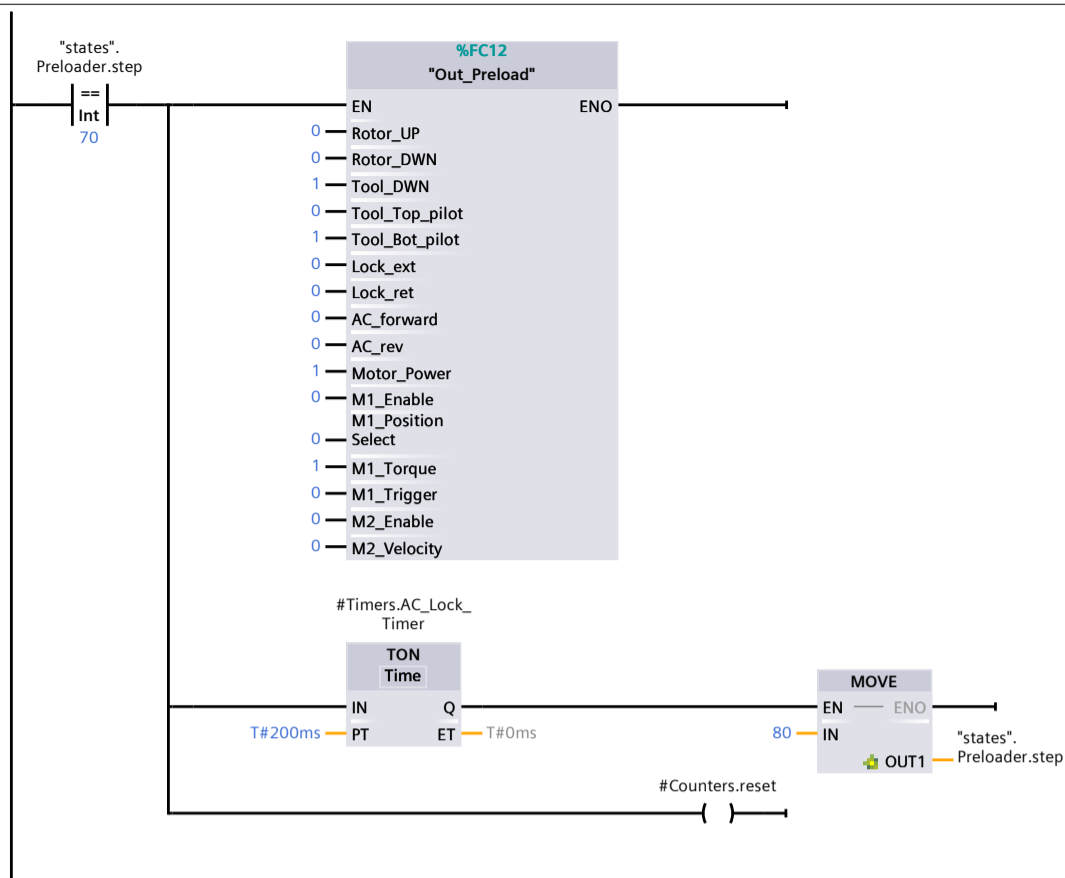 "states".
Preloader.step
==
Int
70
%FC12
"Out_Preload"
EN ENO
0 Rotor_UP
0 Rotor_DWN
1 Tool_DWN
0 Tool_Top_pilot
1 Tool_Bot_pilot
0 Lock_ext
0 Lock_ret
0 AC_forward
0 AC_rev
1 Motor_Power
0 M1_Enable
M1_Position
0 Select
1 M1_Torque
0 M1_Trigger
0 M2_Enable
0 M2_Velocity
#Timers.AC_Lock_
Timer
TON
Time
IN Q
T#200ms PT ET T#0ms
MOVE
EN ENO
80 IN
OUT1
"states".
Preloader.step
#Counters.reset